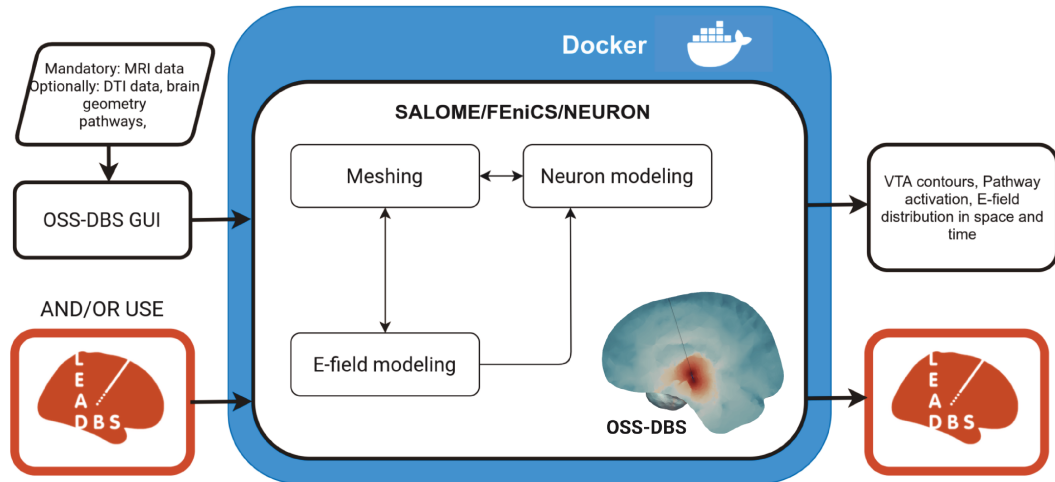 Docker
Mandatory: MRI data
Optionally: DTI data, brain
geometry
pathways,
OSS-DBS GUI
AND/OR USE
L
E
A
DBS
SALOME/FEniCS/NEURON
Meshing
Neuron modeling
E-field modeling
OSS-DBS
VTA contours, Pathway
activation, E-field
distribution in space and
time
L
E
A
DBS